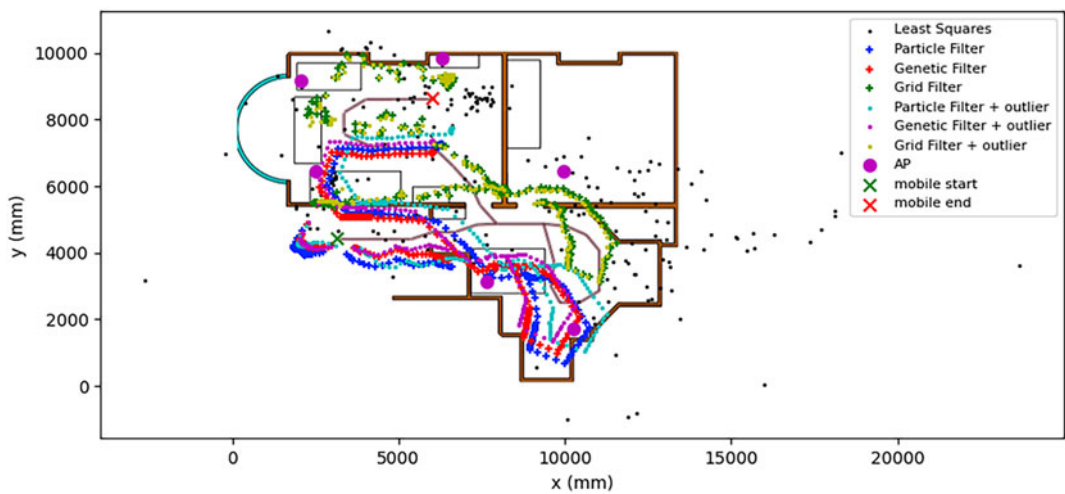 10000
8000
6000
4000
2000
0
y (mm)
0
5000
10000
15000
20000
x (mm)
Least Squares
Particle Filter
Genetic Filter
Grid Filter
Particle Filter + outlier
Genetic Filter + outlier
Grid Filter + outlier
AP
mobile start
mobile end